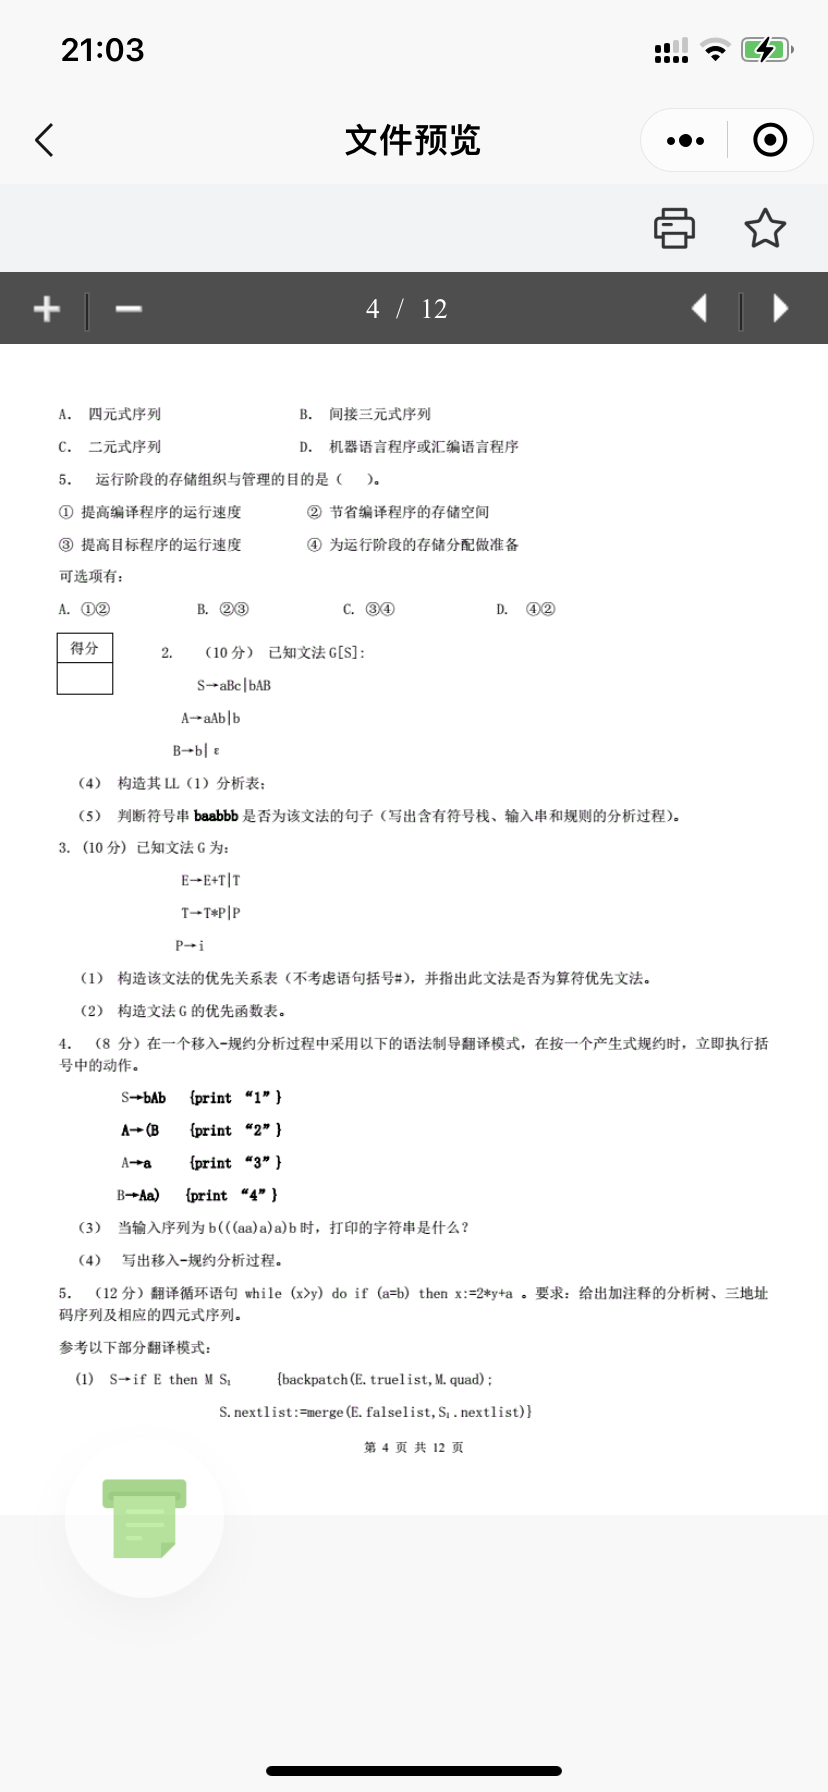 21:03
文件预览
4 / 12
A. 四元式序列 B. 间接三元式序列
C. 二元式序列 D. 机器语言程序或汇编语言程序
5. 运行阶段的存储组织与管理的目的是( )。
① 提高编译程序的运行速度 ② 节省编译程序的存储空间
③ 提高目标程序的运行速度 ④ 为运行阶段的存储分配做准备
可选项有:
A. ①② B. ②③ C. ③④ D. ④②
得分
2. (10 分) 已知文法 G[S]:
S→aBc|bAB
A→aAb|b
B→b| ε
(4) 构造其 LL(1)分析表;
(5) 判断符号串 baabbb 是否为该文法的句子(写出含有符号栈、输入串和规则的分析过程)。
3. (10 分) 已知文法 G 为:
E→E+T|T
T→T*P|P
P→i
(1) 构造该文法的优先关系表(不考虑语句括号#),并指出此文法是否为算符优先文法。
(2) 构造文法 G 的优先函数表。
4. (8 分)在一个移入-规约分析过程中采用以下的语法制导翻译模式,在按一个产生式规约时,立即执行括
号中的动作。
S→bAb {print “1”}
A→(B {print “2”}
A→a {print “3”}
B→Aa) {print “4”}
(3) 当输入序列为 b(((aa)a)a)b 时,打印的字符串是什么?
(4) 写出移入-规约分析过程。
5. (12 分)翻译循环语句 while (x>y) do if (a=b) then x:=2*y+a 。要求:给出加注释的分析树、三地址
码序列及相应的四元式序列。
参考以下部分翻译模式:
(1) S→if E then M S₁ {backpatch(E.truelist,M.quad);
S.nextlist:=merge(E.falselist,S₁.nextlist)}
第 4 页 共 12 页